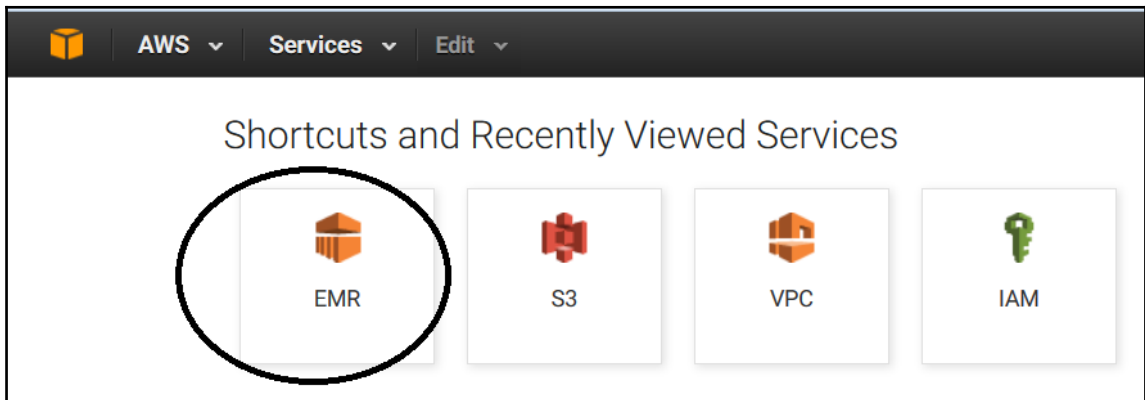 AWS Services Edit
Shortcuts and Recently Viewed Services
EMR S3 VPC IAM